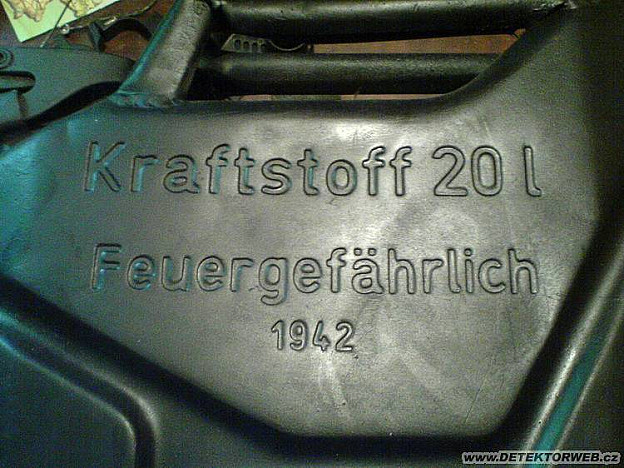 Kraftstoff 20 l
Feuergefährlich
1942
www.DETEKTORWEB.cz